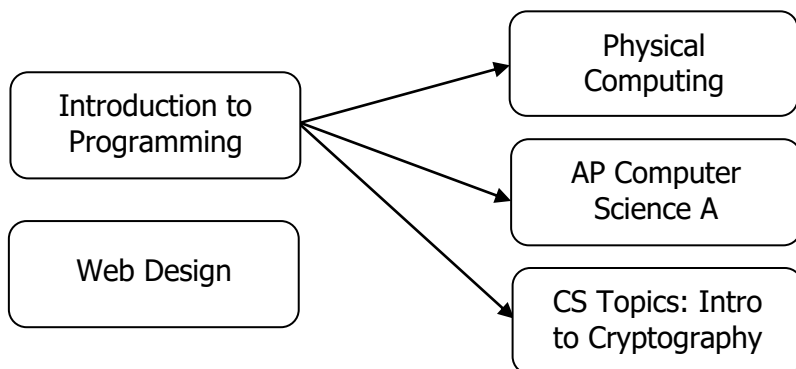 Introduction to
Programming
Web Design
Physical
Computing
AP Computer
Science A
CS Topics: Intro
to Cryptography